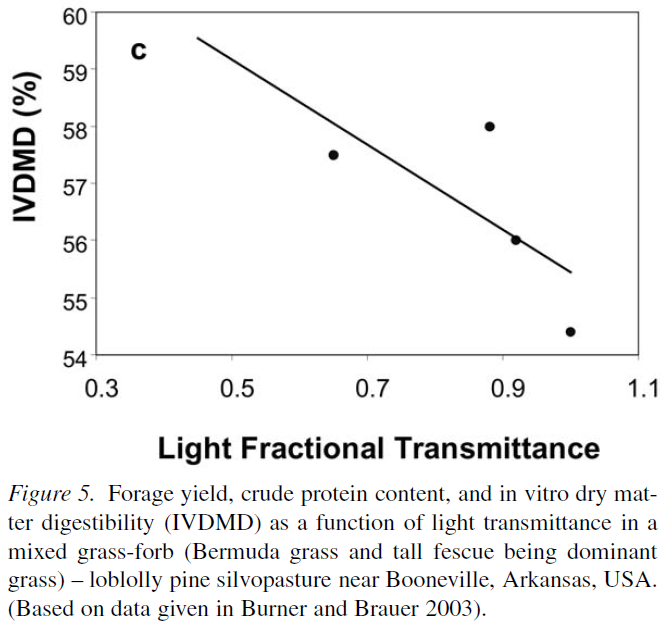 60
59
58
57
56
55
54
IVDMD (%)
c
0.3 0.5 0.7 0.9 1.1
Light Fractional Transmittance
Figure 5. Forage yield, crude protein content, and in vitro dry mat-
ter digestibility (IVDMD) as a function of light transmittance in a
mixed grass-forb (Bermuda grass and tall fescue being dominant
grass) – loblolly pine silvopasture near Booneville, Arkansas, USA.
(Based on data given in Burner and Brauer 2003).